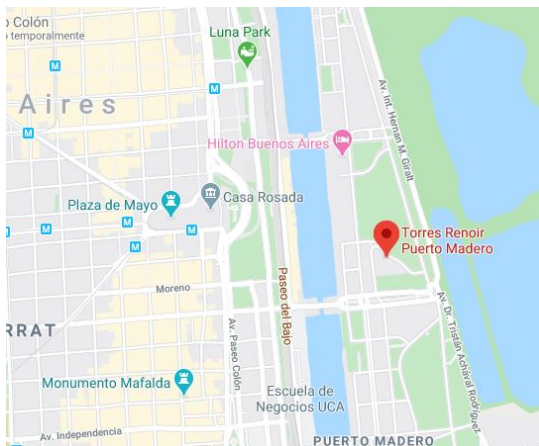 o Colón
o temporalmente
Luna Park
M
M
Aires
M
M
M
Hilton Buenos Aires
Av. Int. Hernan M. Giralt
Plaza de Mayo
Casa Rosada
M
M
M
M
Torres Renoir
Puerto Madero
Moreno
Paseo del Bajo
Av. Paseo Colón
RRAT
Av. Dr. Tristán Achával Rodríguez
Monumento Mafalda
Escuela de
Negocios UCA
Av. Independencia
PUERTO MADERO